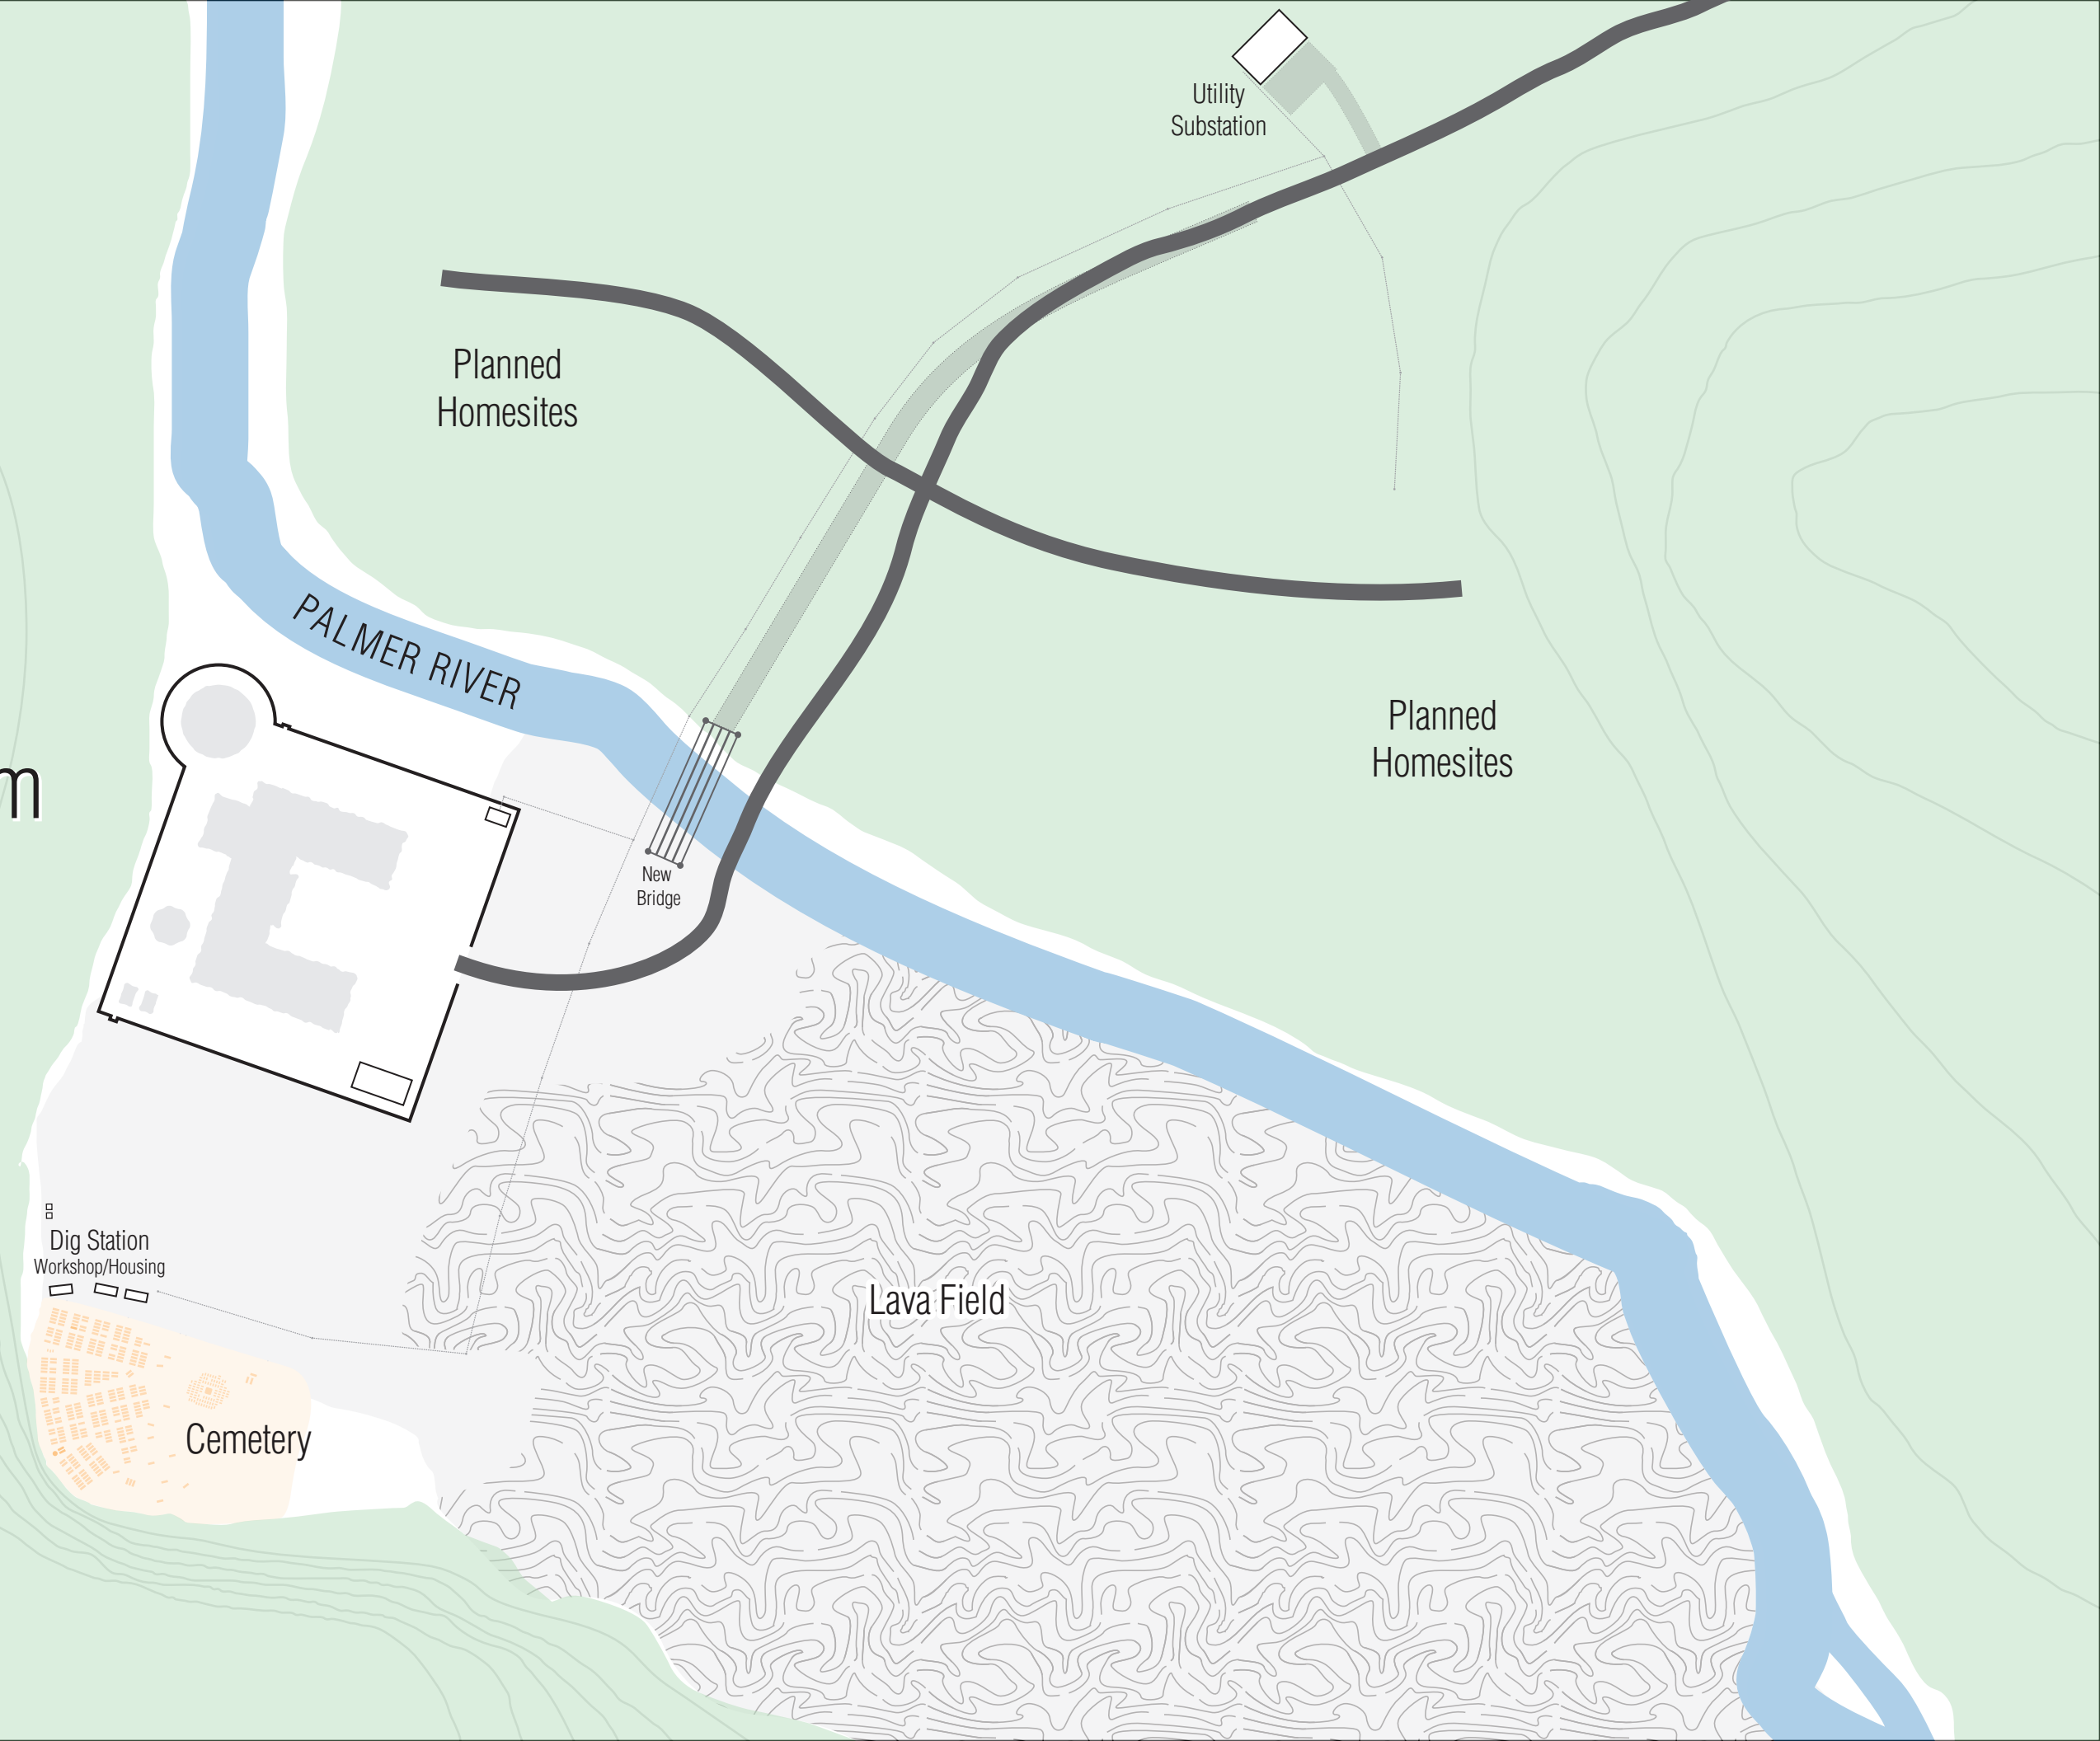 Utility
Substation
Planned
Homesites
PALMER RIVER
Planned
Homesites
m
New
Bridge
Dig Station
Workshop/Housing
Lava Field
Cemetery